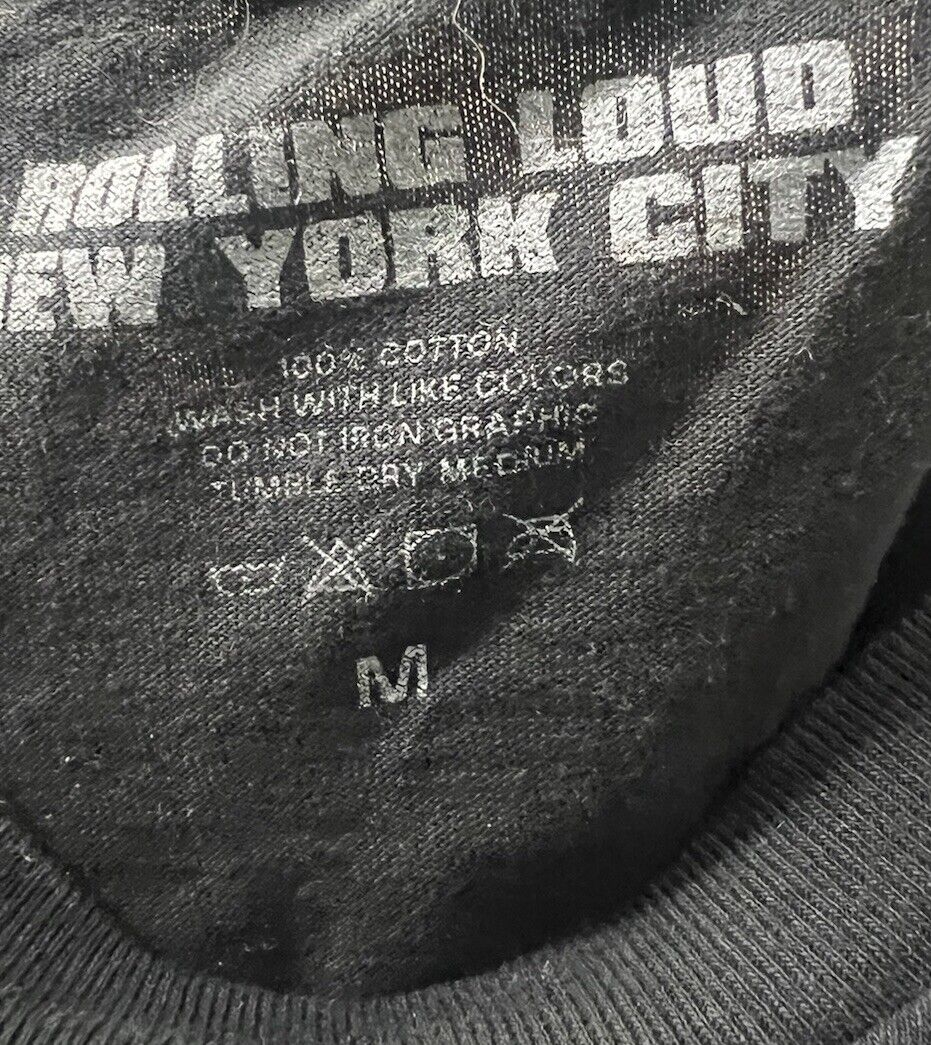 ROLLING LOUD
NEW YORK CITY
100% COTTON
WASH WITH LIKE COLORS
DO NOT IRON GRAPHIC
TUMBLE DRY MEDIUM
M